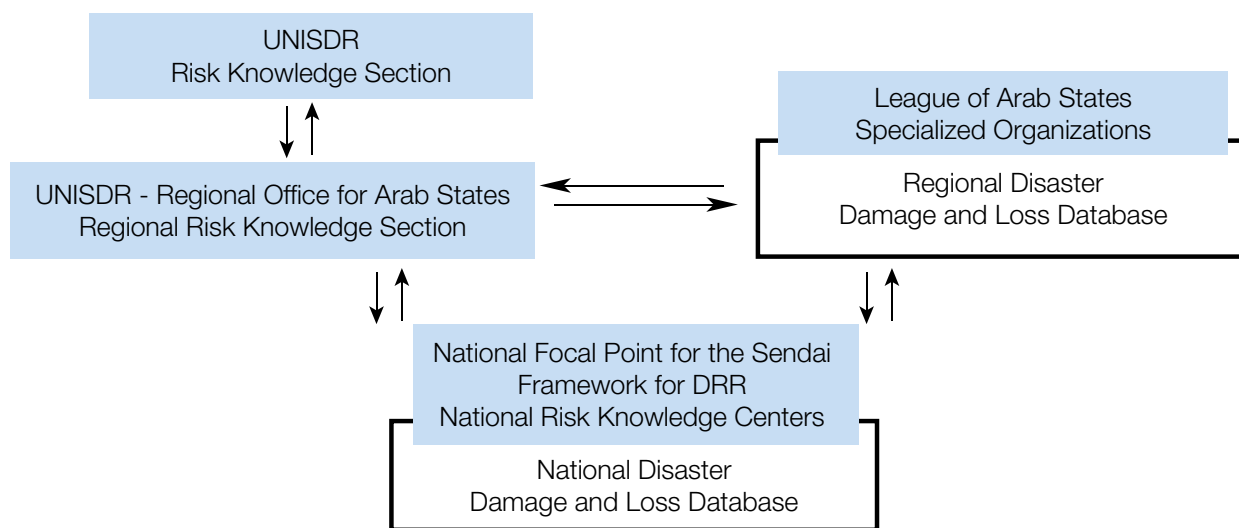 UNISDR
Risk Knowledge Section
League of Arab States
Specialized Organizations
UNISDR - Regional Office for Arab States
Regional Risk Knowledge Section
Regional Disaster
Damage and Loss Database
National Focal Point for the Sendai
Framework for DRR
National Risk Knowledge Centers
National Disaster
Damage and Loss Database